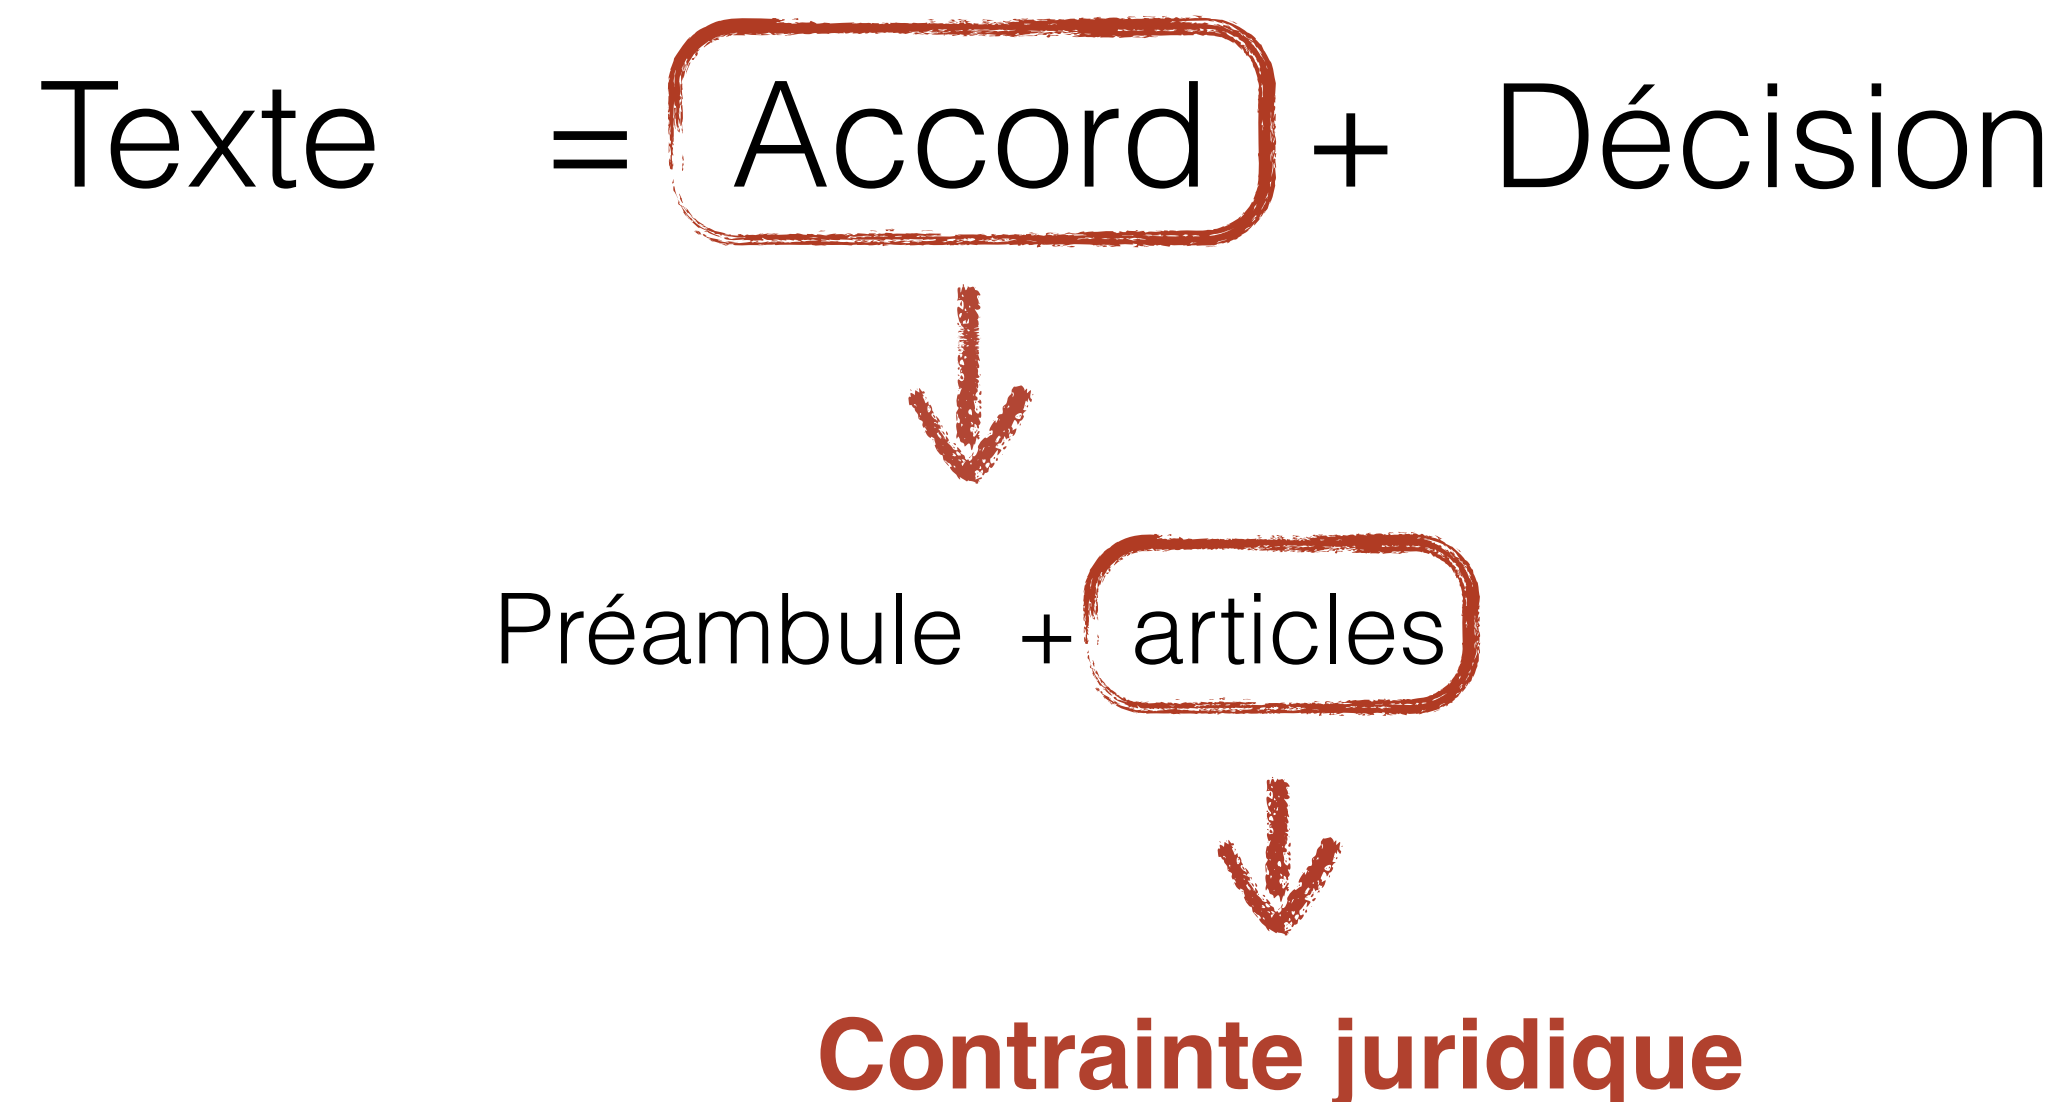 Texte = Accord + Décision
Préambule + articles
Contrainte juridique